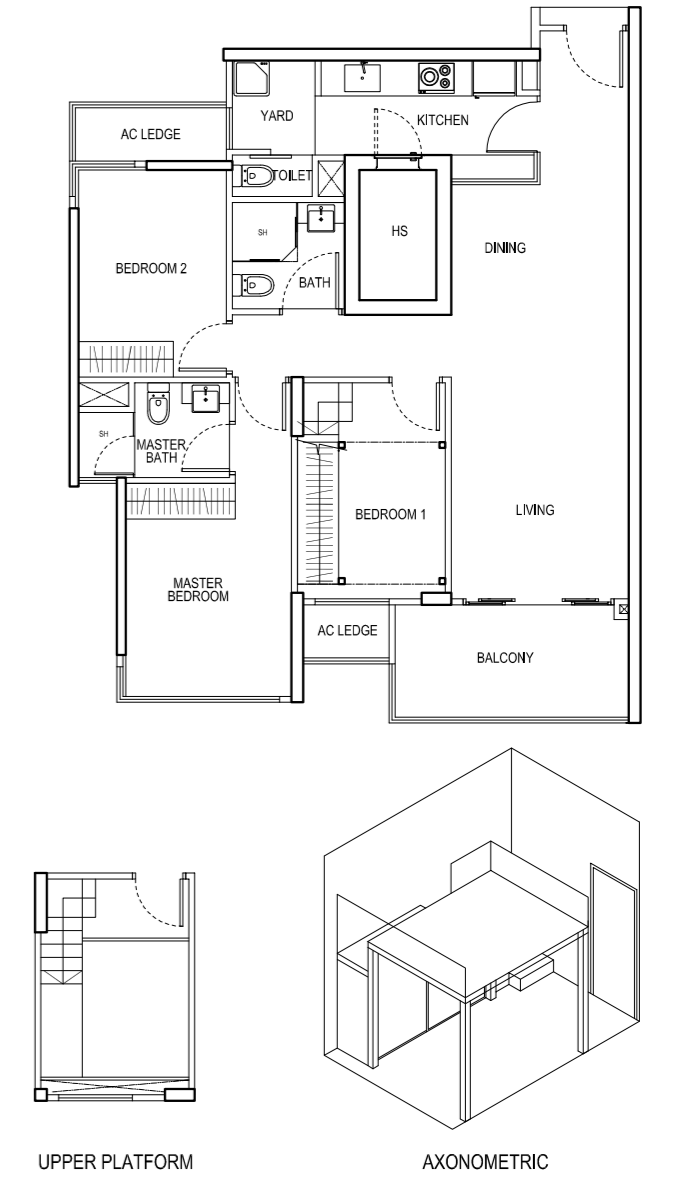 YARD
KITCHEN
AC LEDGE
TOILET
SH
HS
DINING
BEDROOM 2
BATH
SH
MASTER
BATH
BEDROOM 1
LIVING
MASTER
BEDROOM
AC LEDGE
BALCONY
UPPER PLATFORM
AXONOMETRIC